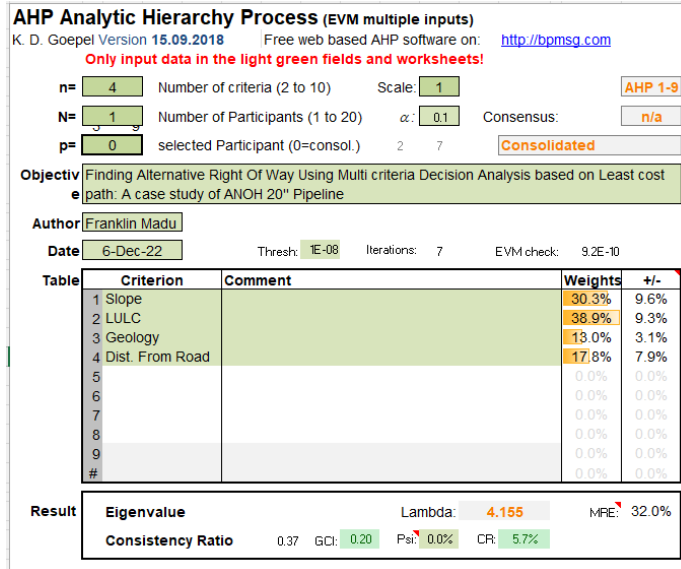 AHP Analytic Hierarchy Process (EVM multiple inputs)
K. D. Goepel Version 15.09.2018 Free web based AHP software on: http://bpmsg.com
Only input data in the light green fields and worksheets!
n= 4 Number of criteria (2 to 10) Scale: 1 AHP 1-9
N= 1 Number of Participants (1 to 20) α: 0.1 Consensus: n/a
p= 0 selected Participant (0=consol.) 2 7 Consolidated
Objectiv Finding Alternative Right Of Way Using Multi criteria Decision Analysis based on Least cost
e path: A case study of ANOH 20" Pipeline
Author Franklin Madu
Date 6-Dec-22 Thresh: 1E-08 Iterations: 7 EVM check: 9.2E-10
Table Criterion Comment Weights +/-
1 Slope 30.3% 9.6%
2 LULC 38.9% 9.3%
3 Geology 13.0% 3.1%
4 Dist. From Road 17.8% 7.9%
5 0.0% 0.0%
6 0.0% 0.0%
7 0.0% 0.0%
8 0.0% 0.0%
9 0.0% 0.0%
# 0.0% 0.0%
Result Eigenvalue Lambda: 4.155 MRE: 32.0%
Consistency Ratio 0.37 GCI: 0.20 Psi: 0.0% CR: 5.7%